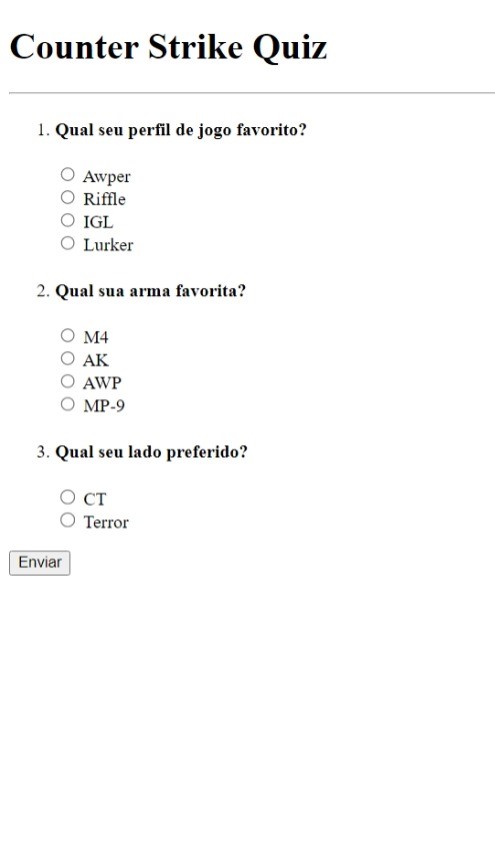 Counter Strike Quiz
1. Qual seu perfil de jogo favorito?
Awper
Riffle
IGL
Lurker
2. Qual sua arma favorita?
M4
AK
AWP
MP-9
3. Qual seu lado preferido?
CT
Terror
Enviar